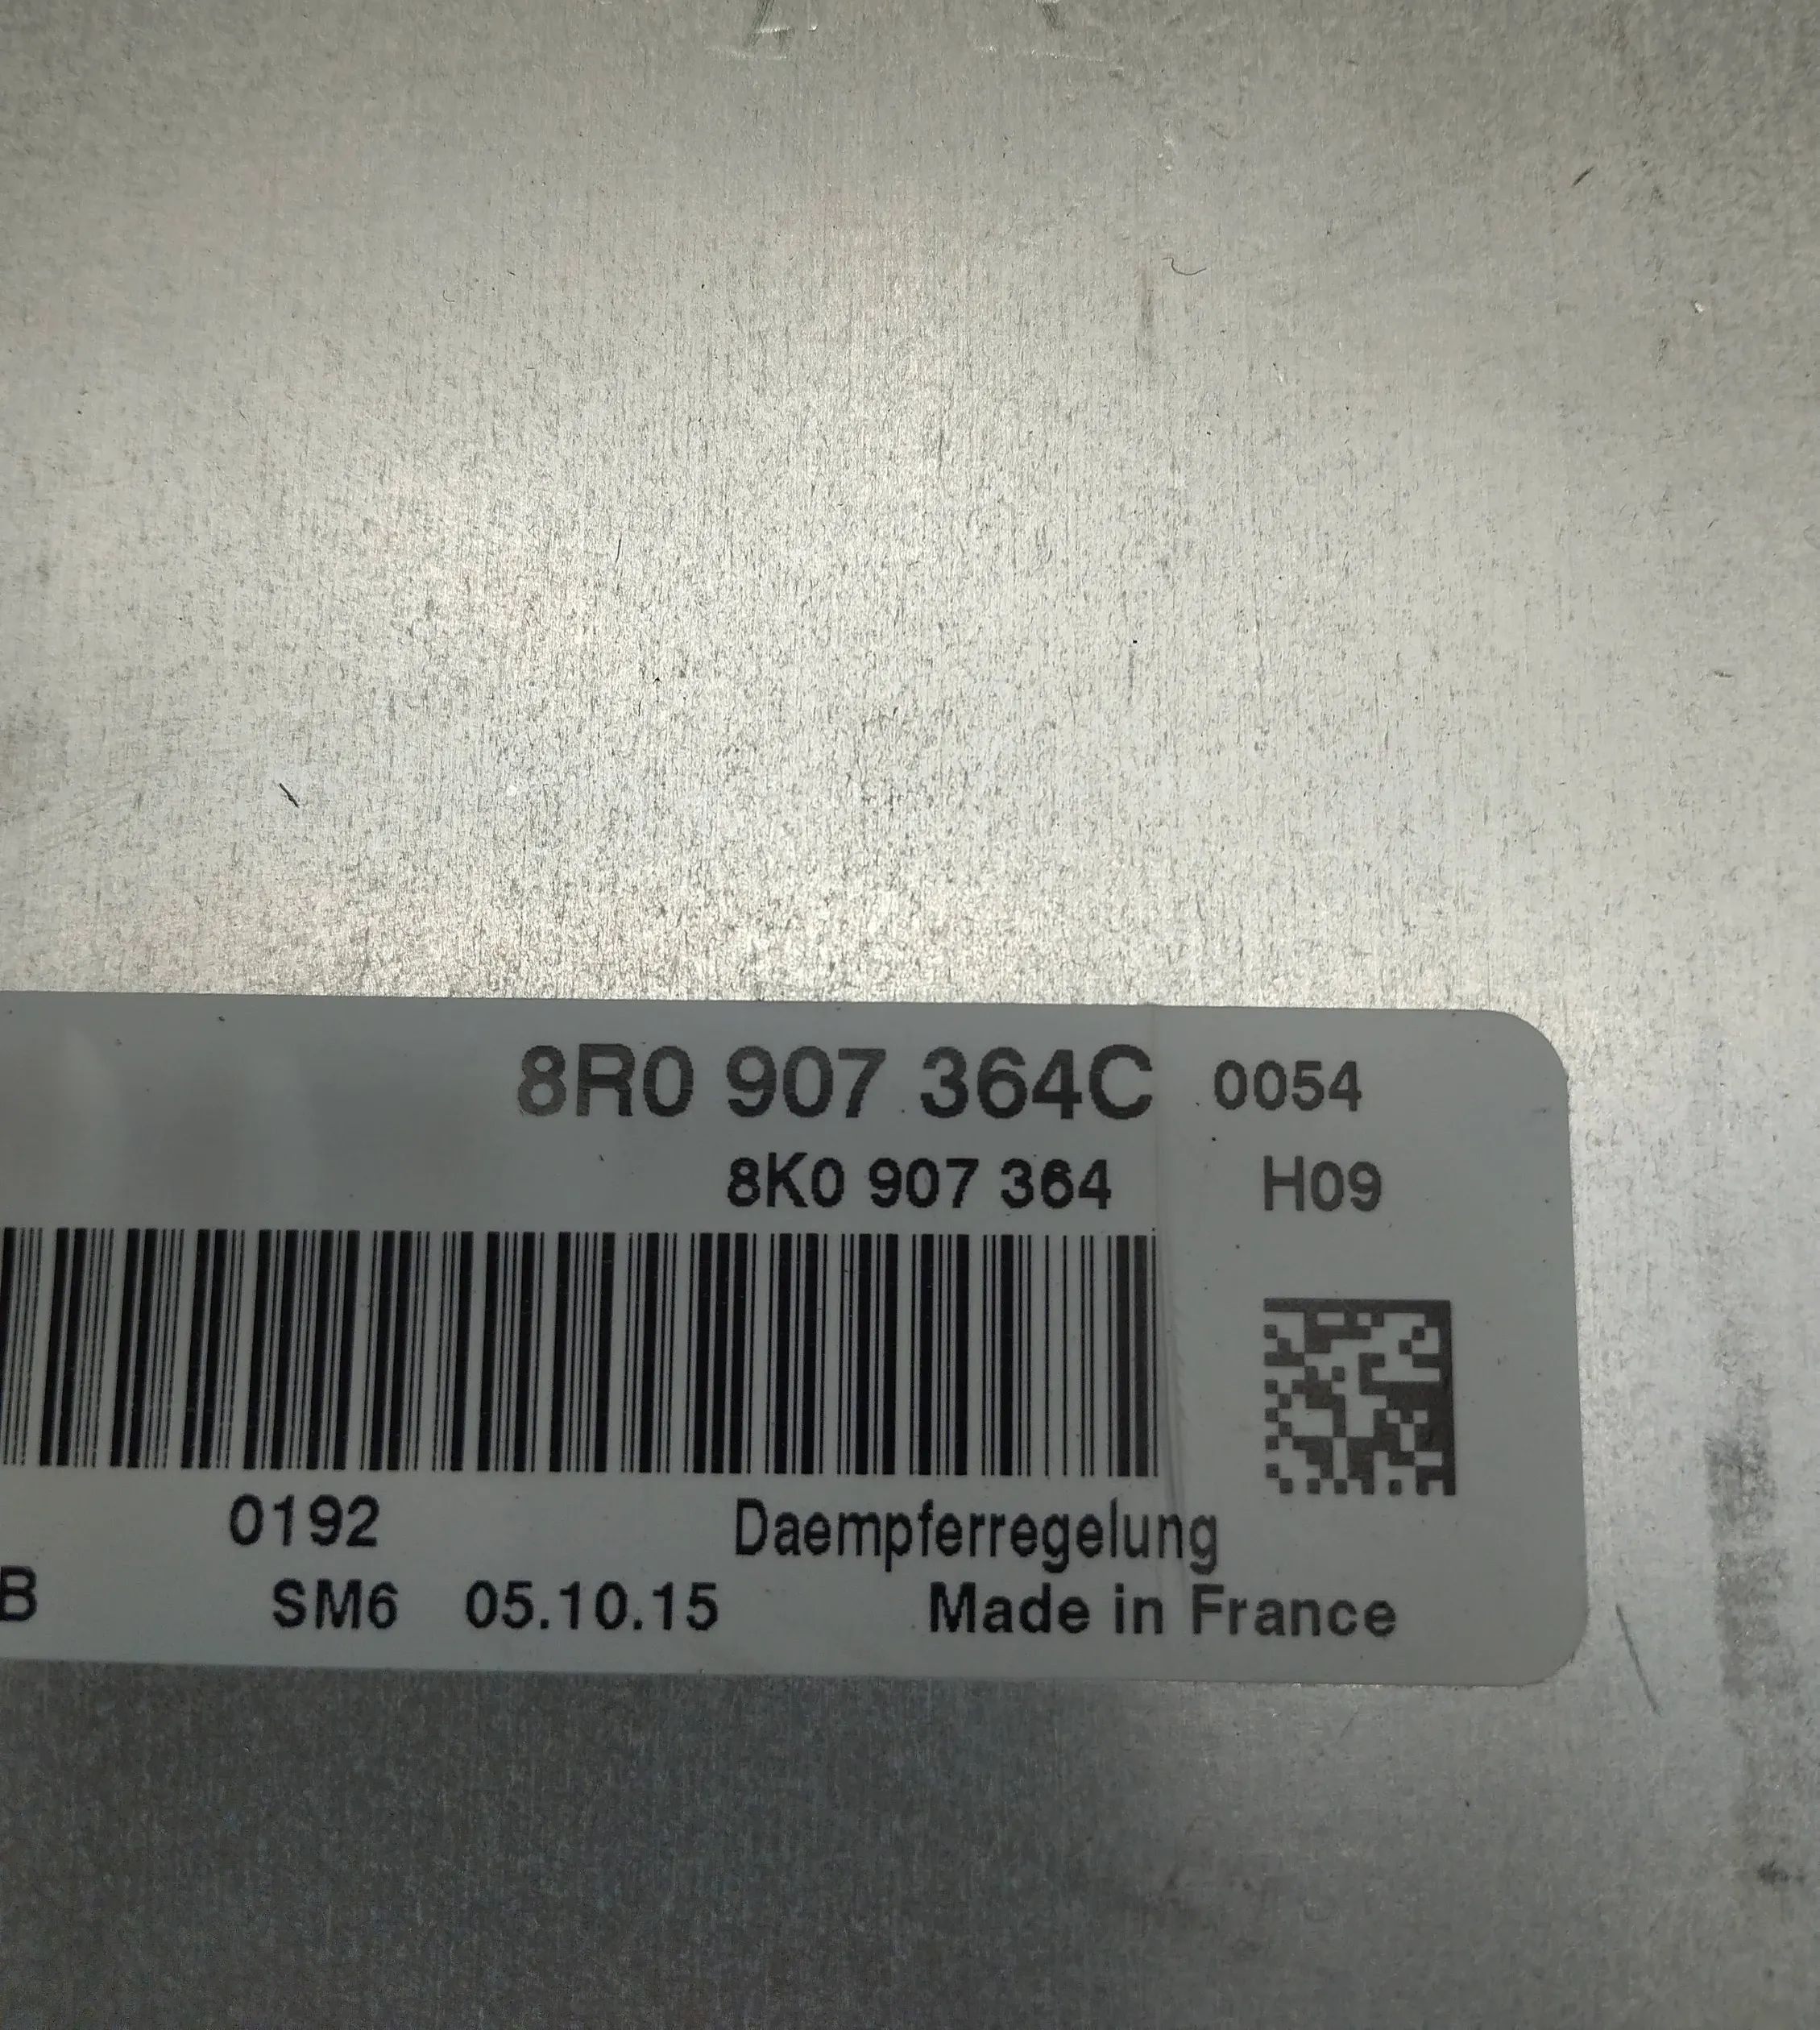 8R0 907 364C 0054
8K0 907 364 H09
0192 Daempferregelung
B SM6 05.10.15 Made in France